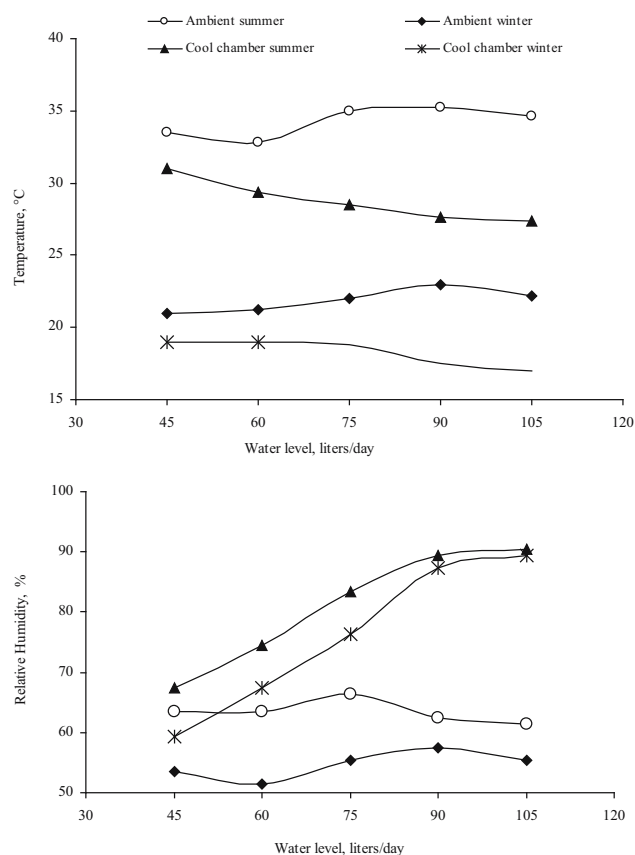 Ambient summer Ambient winter
Cool chamber summer Cool chamber winter
40
35
30
25
20
15
Temperature, °C
30 45 60 75 90 105 120
Water level, liters/day
100
90
80
70
60
50
Relative Humidity, %
30 45 60 75 90 105 120
Water level, liters/day